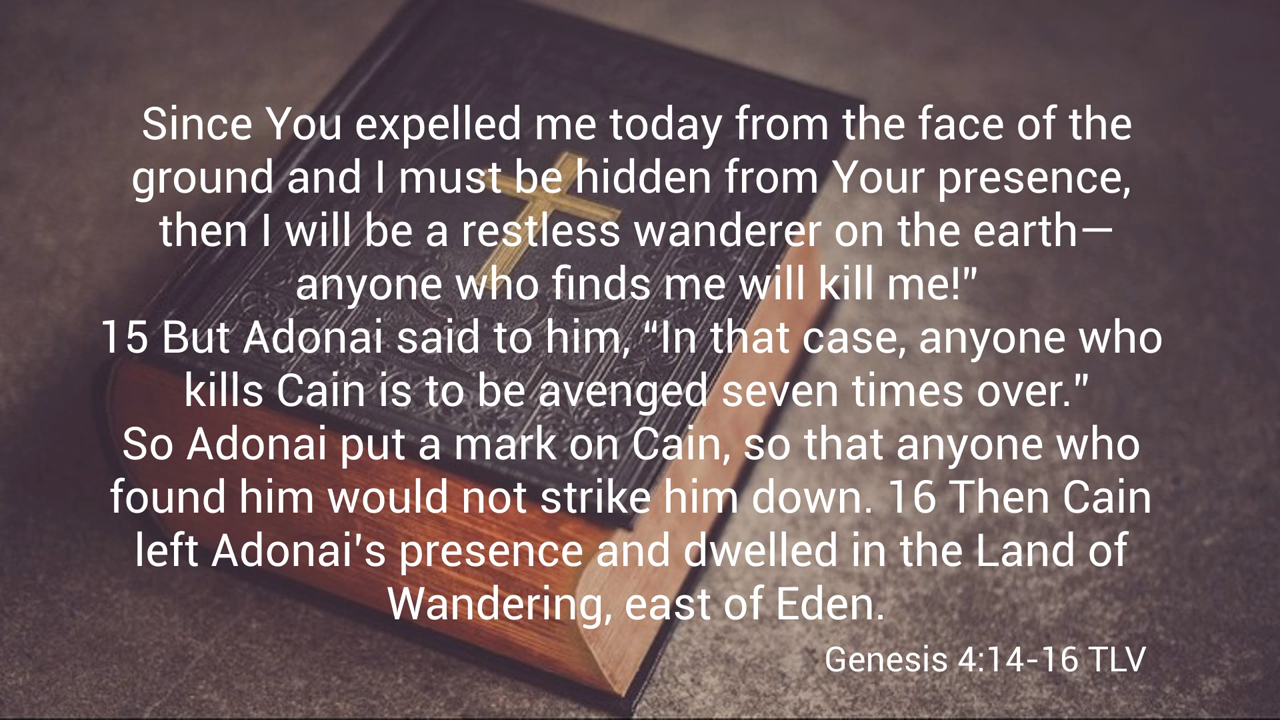 Since You expelled me today from the face of the
ground and I must be hidden from Your presence,
then I will be a restless wanderer on the earth—
anyone who finds me will kill me!”
15 But Adonai said to him, “In that case, anyone who
kills Cain is to be avenged seven times over.”
So Adonai put a mark on Cain, so that anyone who
found him would not strike him down. 16 Then Cain
left Adonai’s presence and dwelled in the Land of
Wandering, east of Eden.
Genesis 4:14-16 TLV